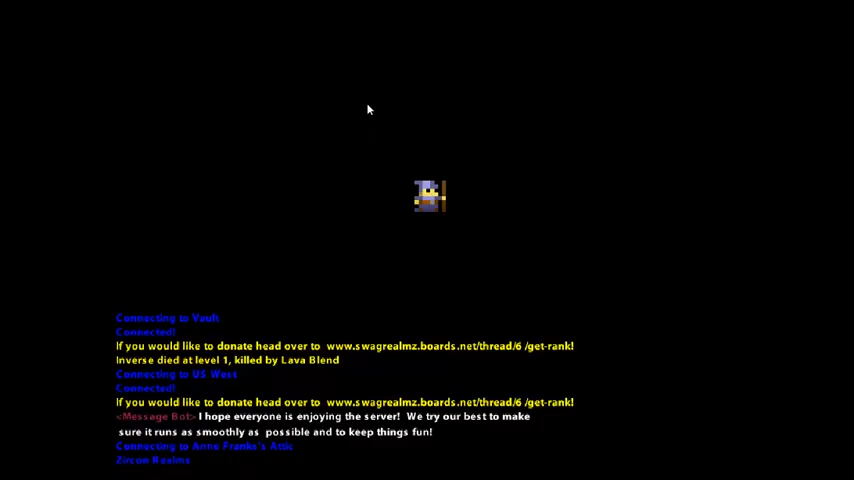 Connecting to Vault
Connected!
If you would like to donate head over to www.swagrealmz.boards.net/thread/6 /get-rank!
Inverse died at level 1, killed by Lava Blend
Connecting to US West
Connected!
If you would like to donate head over to www.swagrealmz.boards.net/thread/6 /get-rank!
<Message Bot> I hope everyone is enjoying the server! We try our best to make
sure it runs as smoothly as possible and to keep things fun!
Connecting to Anne Franks's Attic
Zircon Realms